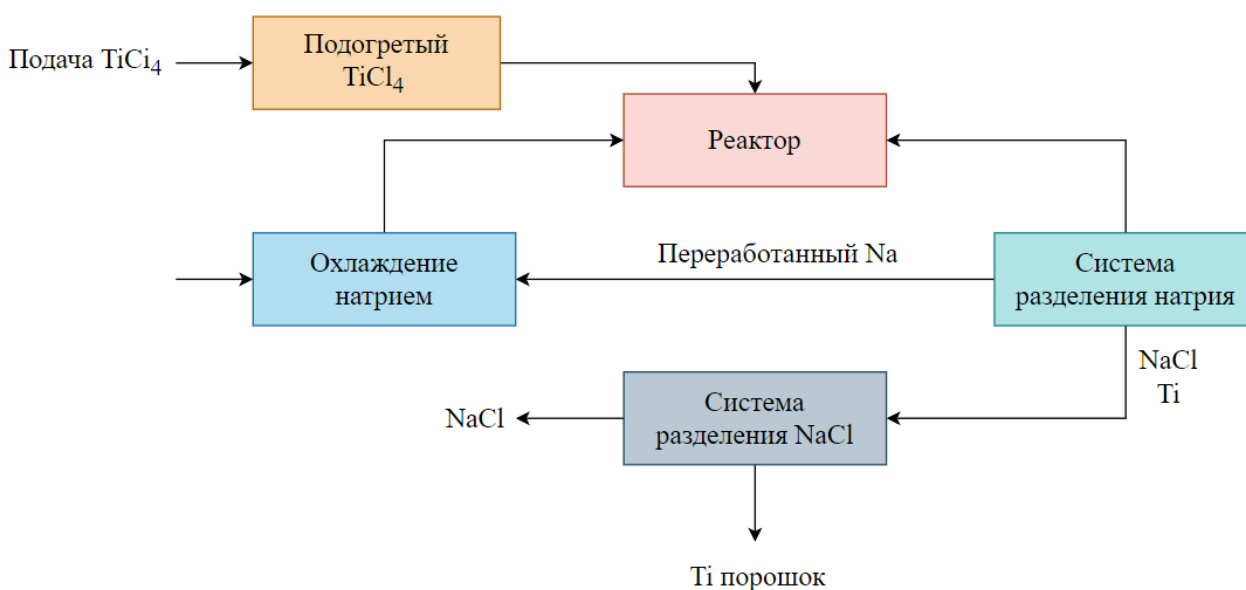 Подача TiCi4
Подогретый
TiCl4
Реактор
Охлаждение
натрием
Переработанный Na
Система
разделения натрия
NaCl
Ti
Система
разделения NaCl
NaCl
Ti порошок